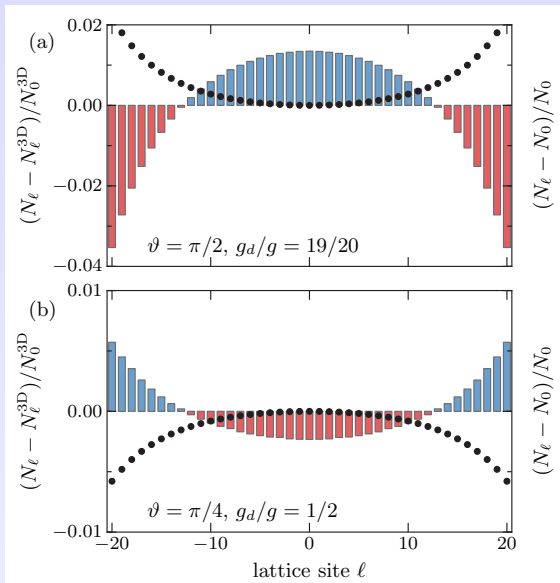 (a)
0.02
0.00
−0.02
−0.04
(N_ℓ − N_ℓ^{3D})/N_0^{3D}
(N_ℓ − N_0)/N_0
ϑ = π/2, g_d/g = 19/20
(b)
0.01
0.00
−0.01
(N_ℓ − N_ℓ^{3D})/N_0^{3D}
(N_ℓ − N_0)/N_0
ϑ = π/4, g_d/g = 1/2
−20 −10 0 10 20
lattice site ℓ